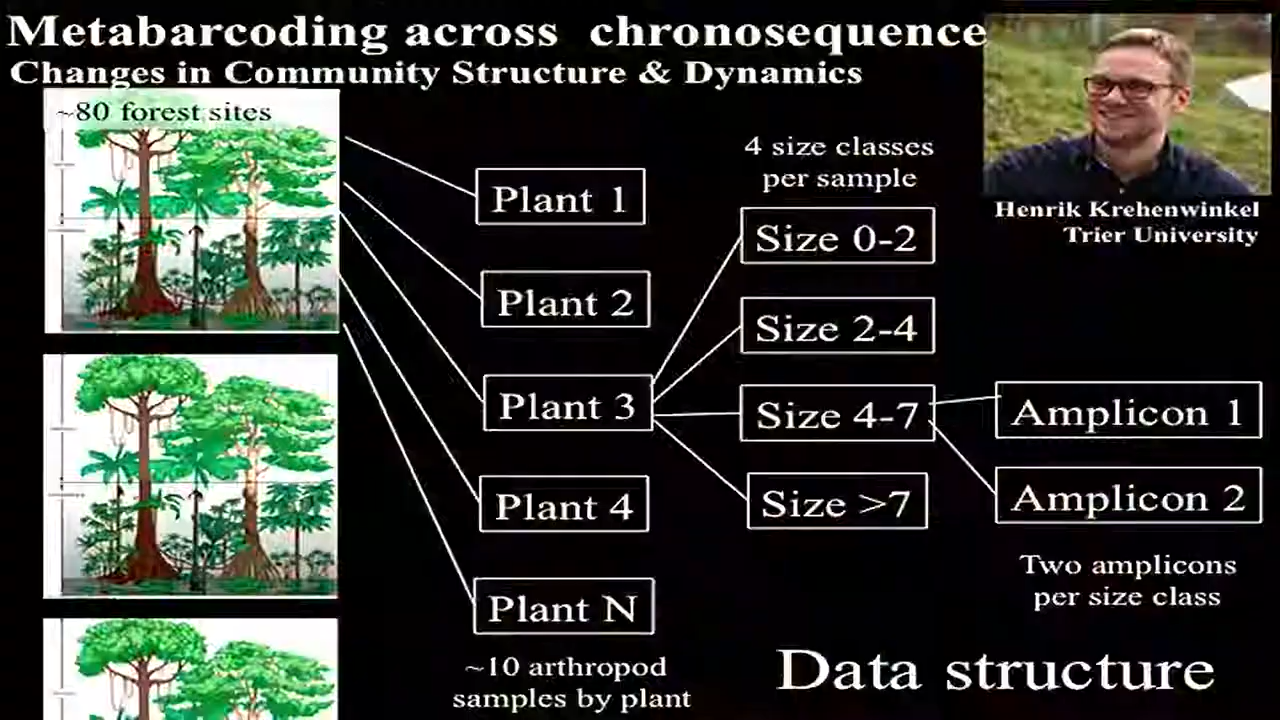 Metabarcoding across chronosequence
Changes in Community Structure & Dynamics
~80 forest sites
Plant 1
Plant 2
Plant 3
Plant 4
Plant N
~10 arthropod
samples by plant
4 size classes
per sample
Size 0-2
Size 2-4
Size 4-7
Size >7
Amplicon 1
Amplicon 2
Two amplicons
per size class
Henrik Krehenwinkel
Trier University
Data structure